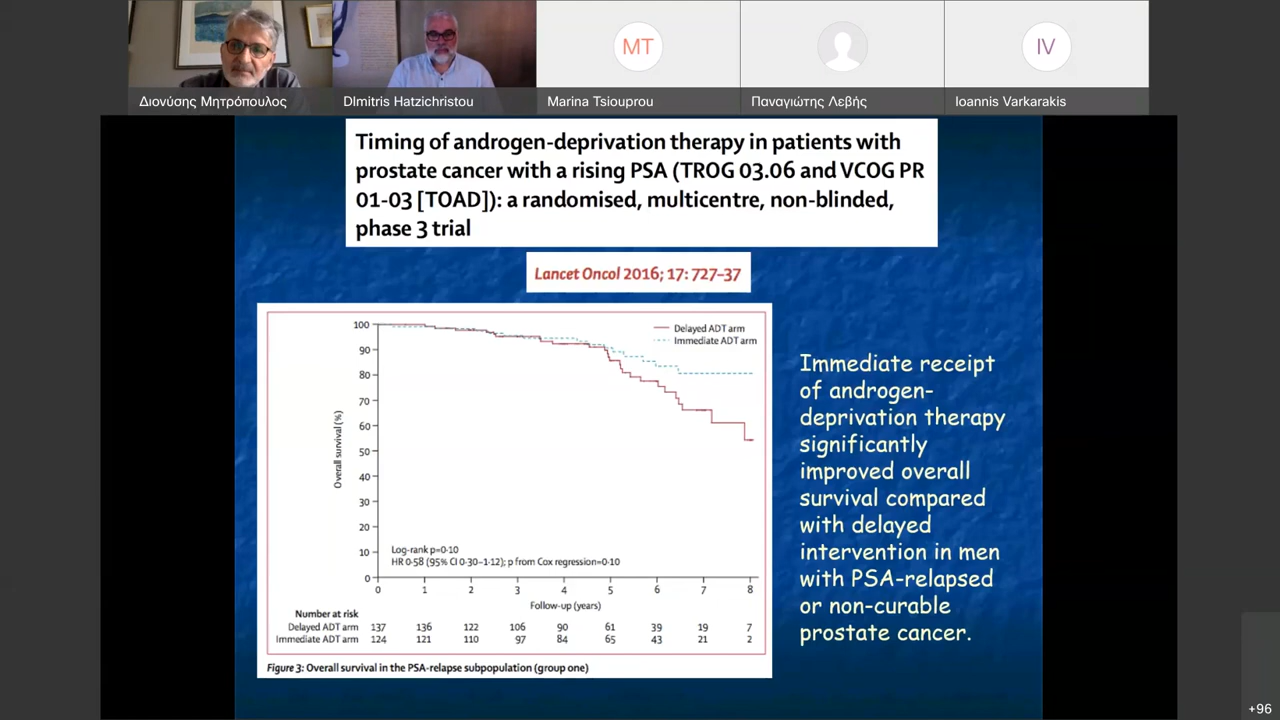 MT
IV
Διονύσης Μητρόπουλος
DImitris Hatzichristou
Marina Tsiouprou
Παναγιώτης Λεβής
Ioannis Varkarakis
Timing of androgen-deprivation therapy in patients with
prostate cancer with a rising PSA (TROG 03.06 and VCOG PR
01-03 [TOAD]): a randomised, multicentre, non-blinded,
phase 3 trial
Lancet Oncol 2016; 17: 727–37
100
90
80
70
60
50
40
30
20
10
0
Overall survival (%)
Delayed ADT arm
Immediate ADT arm
Log-rank p=0·10
HR 0·58 (95% CI 0·30–1·12); p from Cox regression=0·10
0 1 2 3 4 5 6 7 8
Follow-up (years)
Number at risk
Delayed ADT arm 137 136 122 106 90 61 39 19 7
Immediate ADT arm 124 121 110 97 84 65 43 21 2
Figure 3: Overall survival in the PSA-relapse subpopulation (group one)
Immediate receipt
of androgen-
deprivation therapy
significantly
improved overall
survival compared
with delayed
intervention in men
with PSA-relapsed
or non-curable
prostate cancer.
+96